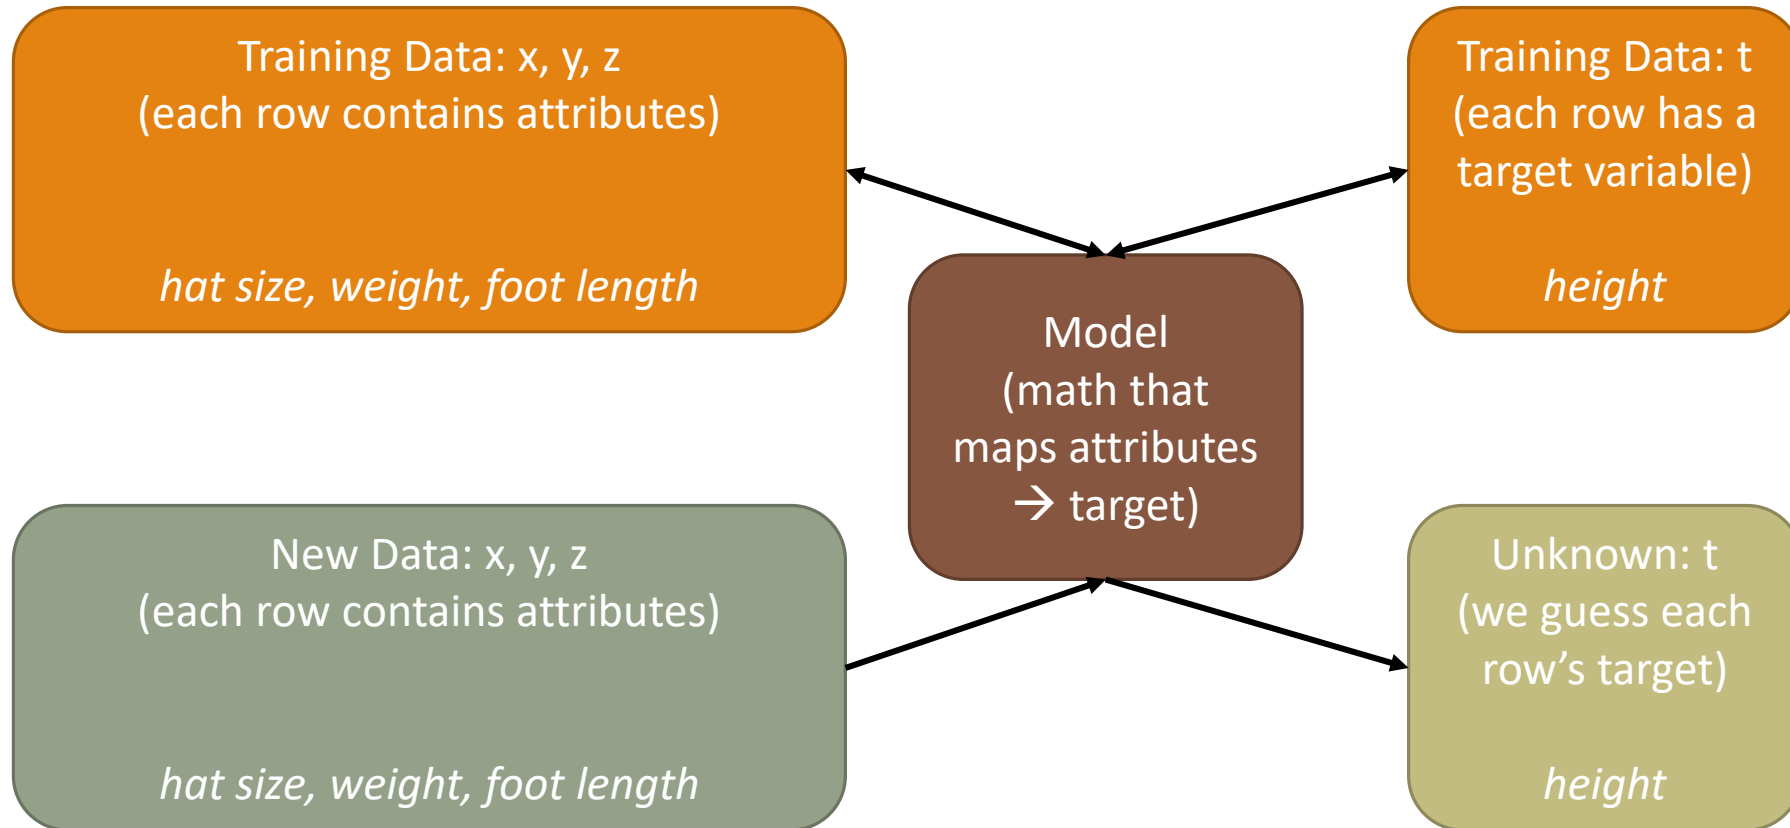 Training Data: x, y, z
(each row contains attributes)
hat size, weight, foot length
Training Data: t
(each row has a
target variable)
height
Model
(math that
maps attributes
→ target)
New Data: x, y, z
(each row contains attributes)
hat size, weight, foot length
Unknown: t
(we guess each
row’s target)
height